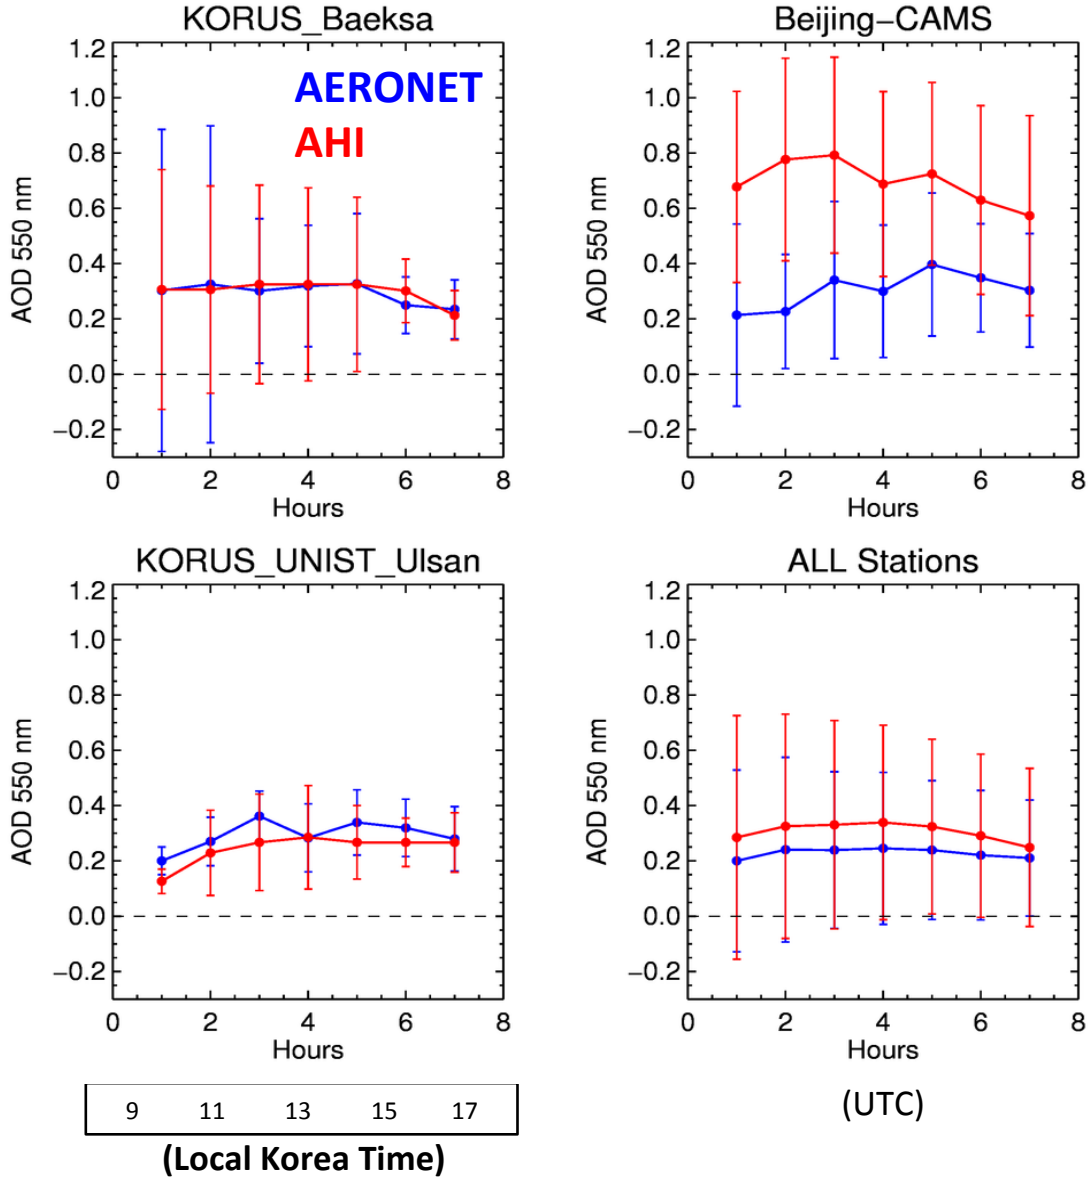 KORUS_Baeksa
1.2
1.0
0.8
0.6
0.4
0.2
0.0
−0.2
AOD 550 nm
AERONET
AHI
0 2 4 6 8
Hours
Beijing−CAMS
1.2
1.0
0.8
0.6
0.4
0.2
0.0
−0.2
AOD 550 nm
0 2 4 6 8
Hours
KORUS_UNIST_Ulsan
1.2
1.0
0.8
0.6
0.4
0.2
0.0
−0.2
AOD 550 nm
0 2 4 6 8
Hours
ALL Stations
1.2
1.0
0.8
0.6
0.4
0.2
0.0
−0.2
AOD 550 nm
0 2 4 6 8
Hours
9 11 13 15 17
(Local Korea Time)
(UTC)